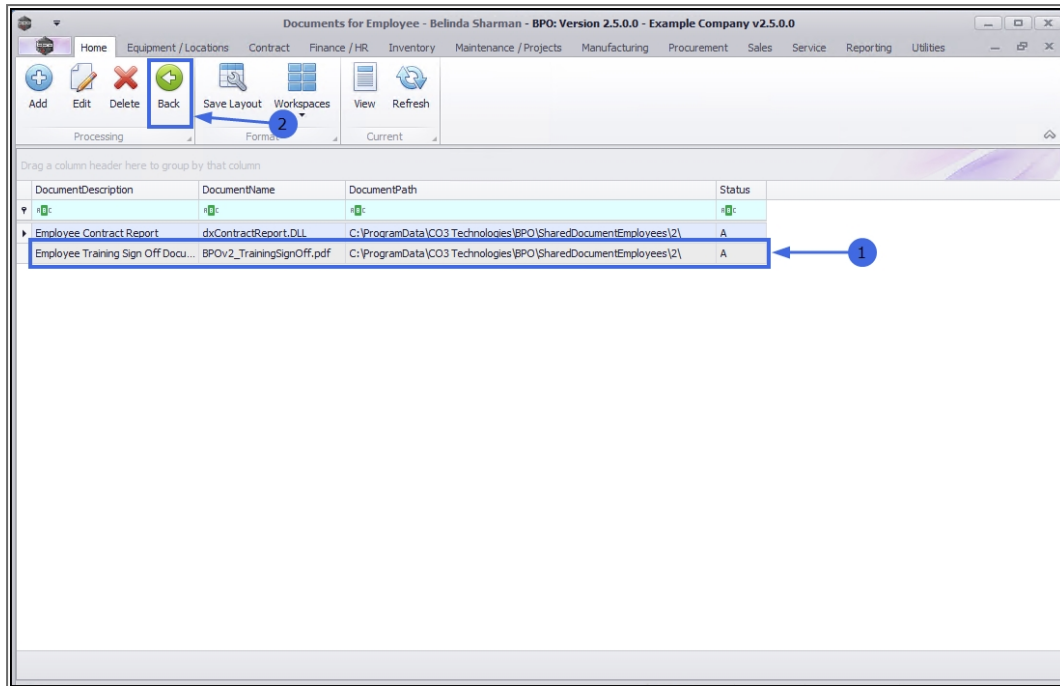 Documents for Employee - Belinda Sharman - BPO: Version 2.5.0.0 - Example Company v2.5.0.0
Home Equipment / Locations Contract Finance / HR Inventory Maintenance / Projects Manufacturing Procurement Sales Service Reporting Utilities
Add Edit Delete Back Save Layout Workspaces View Refresh
2
Processing Format Current
Drag a column header here to group by that column
DocumentDescription DocumentName DocumentPath Status
Employee Contract Report dxContractReport.DLL C:\ProgramData\CO3 Technologies\BPO\SharedDocumentEmployees\2\ A
Employee Training Sign Off Docu... BPOv2_TrainingSignOff.pdf C:\ProgramData\CO3 Technologies\BPO\SharedDocumentEmployees\2\ A
1